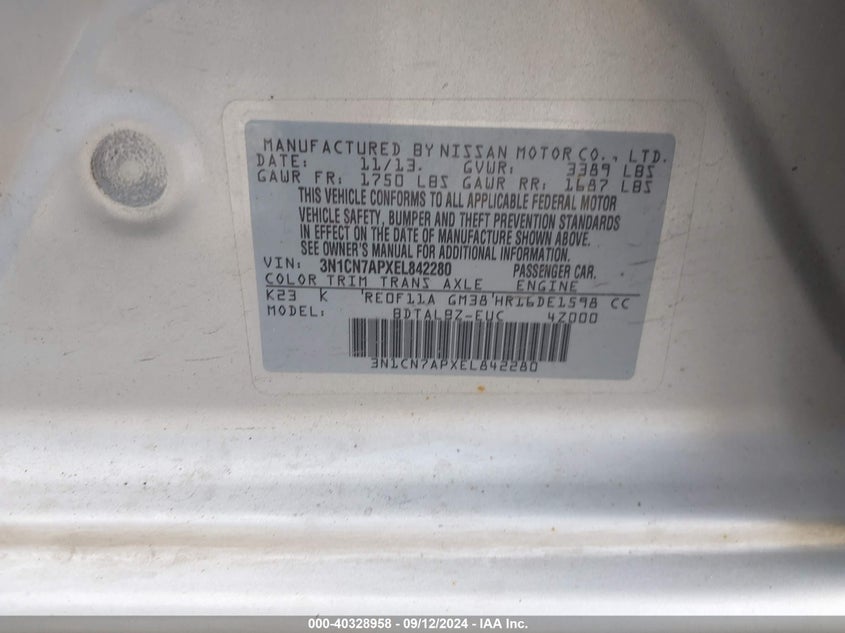 MANUFACTURED BY NISSAN MOTOR CO., LTD.
DATE: 11/13. GVWR: 3389 LBS
GAWR FR: 1750 LBS GAWR RR: 1687 LBS
THIS VEHICLE CONFORMS TO ALL APPLICABLE FEDERAL MOTOR
VEHICLE SAFETY, BUMPER AND THEFT PREVENTION STANDARDS
IN EFFECT ON THE DATE OF MANUFACTURE SHOWN ABOVE.
SEE OWNER'S MANUAL FOR ADDITIONAL INFORMATION.
VIN: 3N1CN7APXEL842280 PASSENGER CAR.
COLOR TRIM TRANS AXLE ENGINE
K23 K RE0F11A GM38 HR16DE1598 CC
MODEL: BDTALBZ-EUC 4Z000
3N1CN7APXEL842280
000-40328958 - 09/12/2024 - IAA Inc.